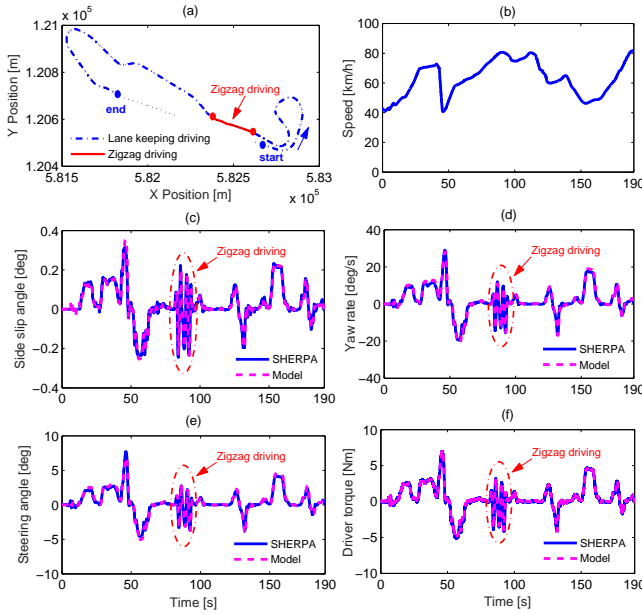 (a)
x 10^5
1.21
1.208
1.206
1.204
Y Position [m]
5.815
5.82
5.825
5.83
X Position [m]
x 10^5
Zigzag driving
end
start
Lane keeping driving
Zigzag driving
(b)
Speed [km/h]
100
80
60
40
20
0
0
50
100
150
190
(c)
Side slip angle [deg]
0.4
0.2
0
−0.2
−0.4
Zigzag driving
SHERPA
Model
0
50
100
150
190
(d)
Yaw rate [deg/s]
40
20
0
−20
−40
Zigzag driving
SHERPA
Model
0
50
100
150
190
(e)
Steering angle [deg]
10
5
0
−5
−10
Zigzag driving
SHERPA
Model
0
50
100
150
190
Time [s]
(f)
Driver torque [Nm]
10
5
0
−5
−10
Zigzag driving
SHERPA
Model
0
50
100
150
190
Time [s]